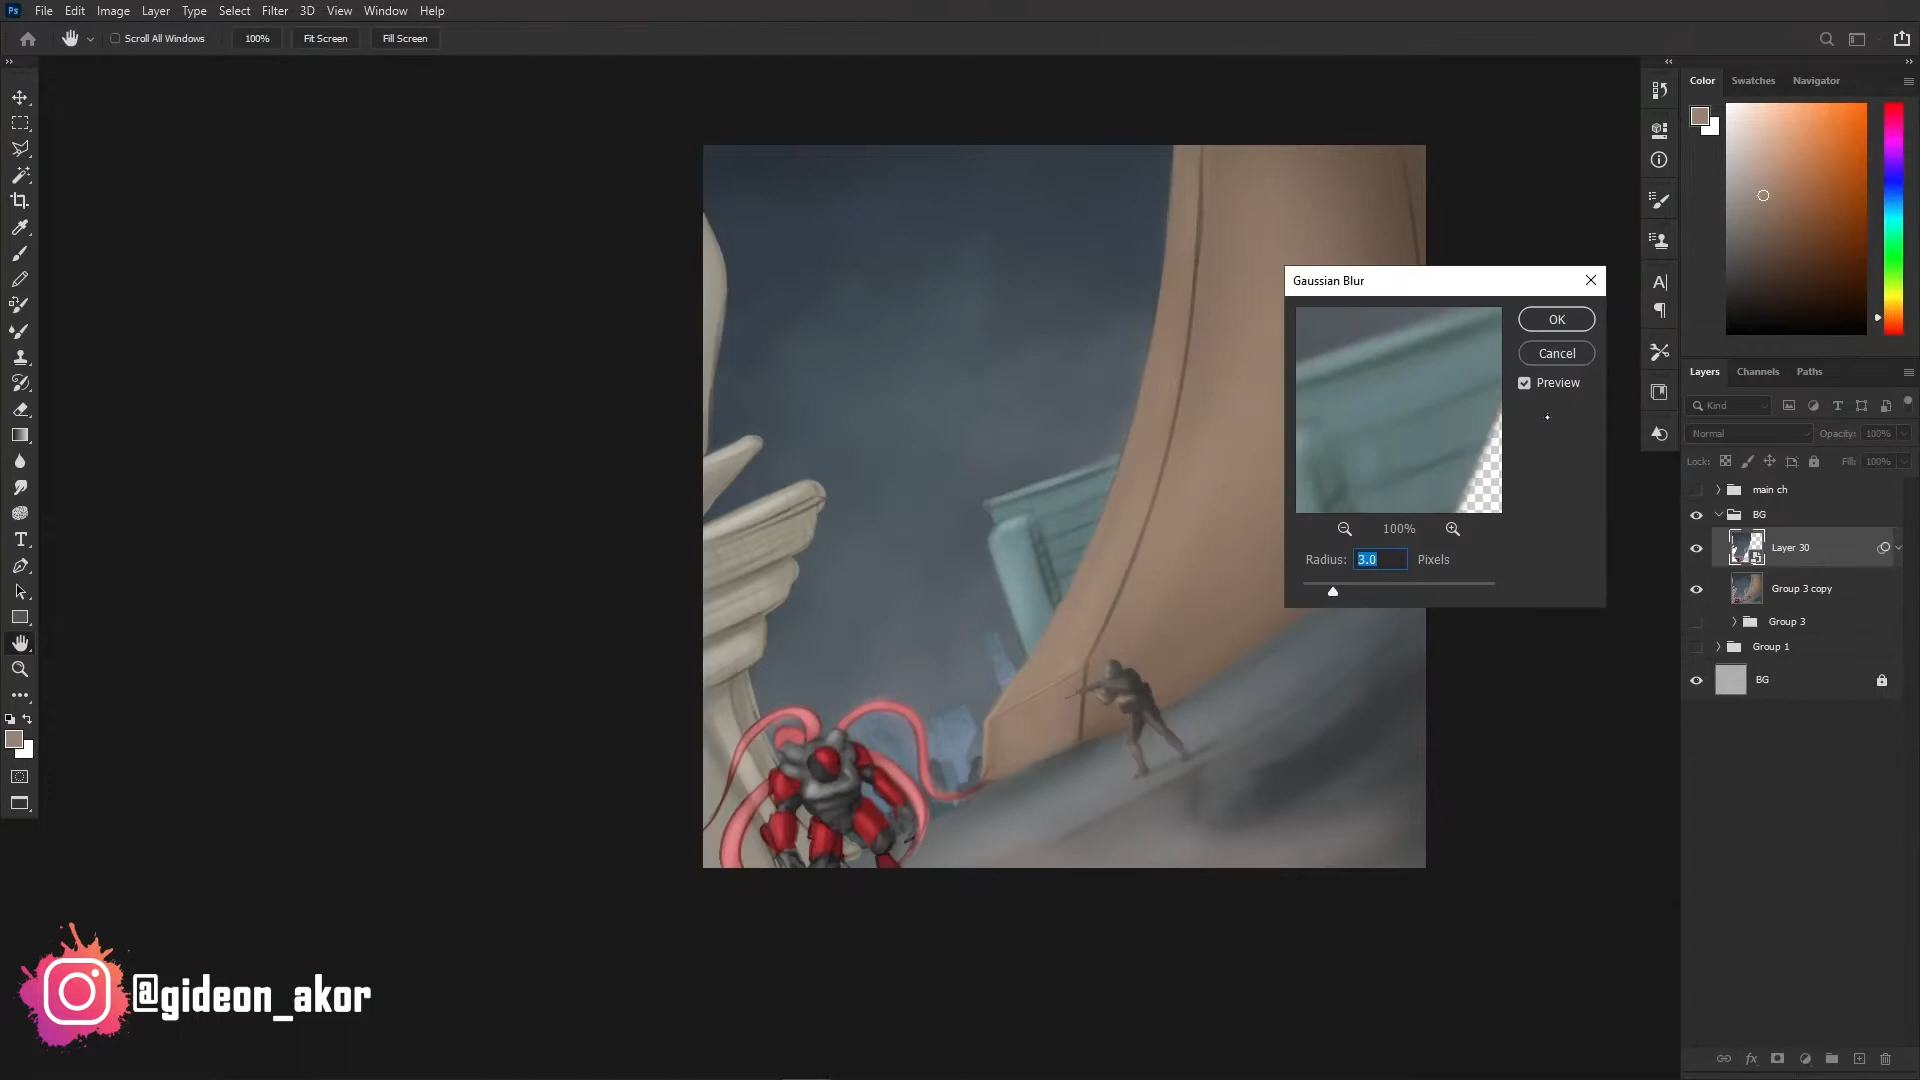 Ps File Edit Image Layer Type Select Filter 3D View Window Help
Scroll All Windows 100% Fit Screen Fill Screen
Color Swatches Navigator
Gaussian Blur
OK
Cancel
Preview
100%
Radius: 3.0 Pixels
Layers Channels Paths
Kind
Normal Opacity: 100%
Lock: Fill: 100%
main ch
BG
Layer 30
Group 3 copy
Group 3
Group 1
BG
fx
@gideon_akor